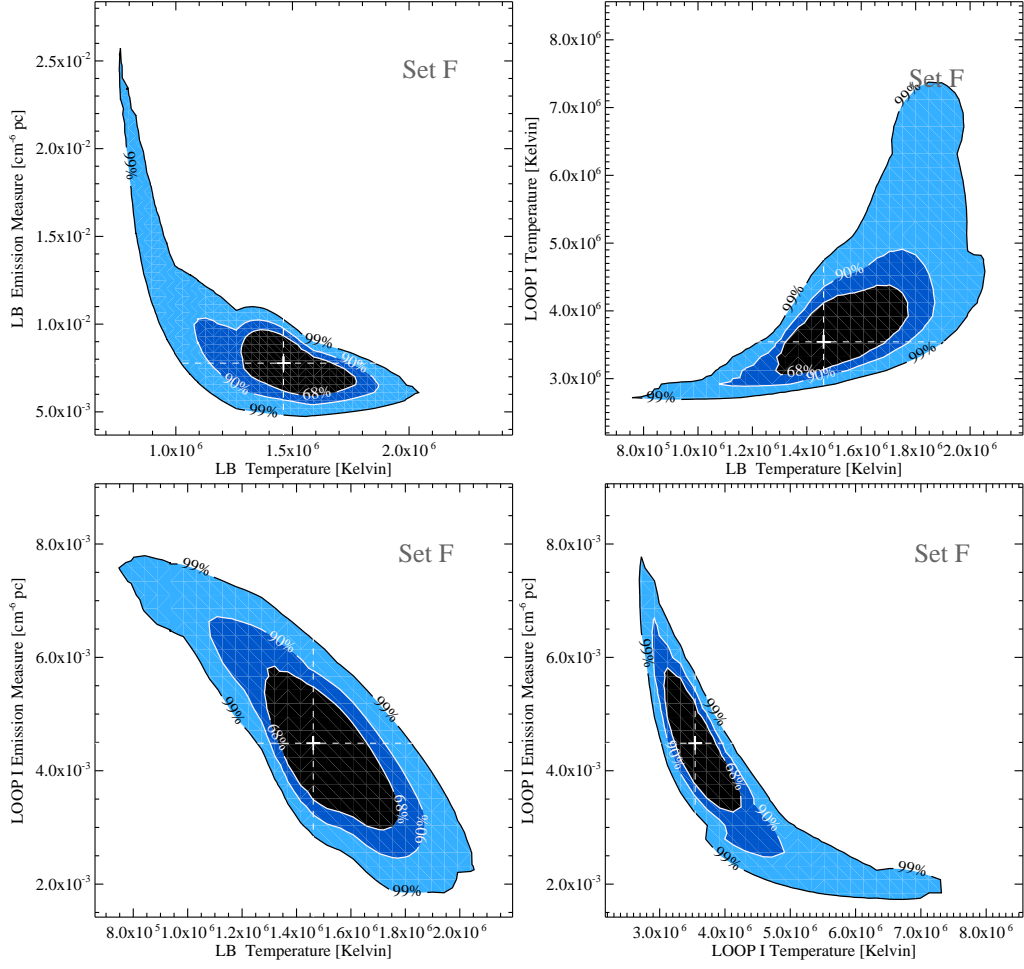 Set F
2.5x10⁻²
2.0x10⁻²
1.5x10⁻²
1.0x10⁻²
5.0x10⁻³
LB Emission Measure [cm⁻⁶ pc]
99%
99%
90%
90%
68%
99%
1.0x10⁶ 1.5x10⁶ 2.0x10⁶
LB Temperature [Kelvin]
Set F
8.0x10⁶
7.0x10⁶
6.0x10⁶
5.0x10⁶
4.0x10⁶
3.0x10⁶
LOOP I Temperature [Kelvin]
99%
90%
99%
99%
68%
90%
99%
8.0x10⁵ 1.0x10⁶ 1.2x10⁶ 1.4x10⁶ 1.6x10⁶ 1.8x10⁶ 2.0x10⁶
LB Temperature [Kelvin]
Set F
8.0x10⁻³
6.0x10⁻³
4.0x10⁻³
2.0x10⁻³
LOOP I Emission Measure [cm⁻⁶ pc]
99%
90%
99%
99%
68%
68%
90%
99%
8.0x10⁵ 1.0x10⁶ 1.2x10⁶ 1.4x10⁶ 1.6x10⁶ 1.8x10⁶ 2.0x10⁶
LB Temperature [Kelvin]
Set F
8.0x10⁻³
6.0x10⁻³
4.0x10⁻³
2.0x10⁻³
LOOP I Emission Measure [cm⁻⁶ pc]
99%
99%
90%
68%
90%
99%
99%
3.0x10⁶ 4.0x10⁶ 5.0x10⁶ 6.0x10⁶ 7.0x10⁶ 8.0x10⁶
LOOP I Temperature [Kelvin]